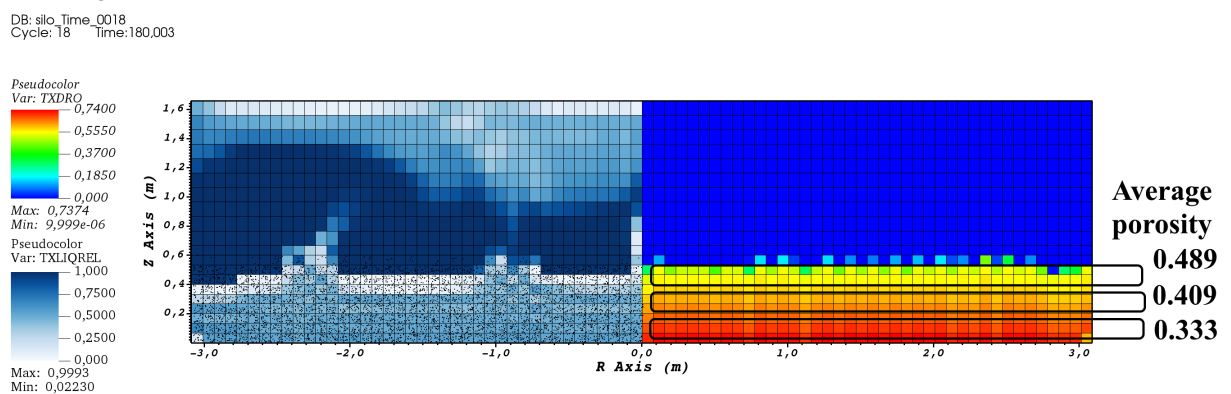 DB: silo_Time_0018
Cycle: 18 Time:180,003
Pseudocolor
Var: TXDRO
0,7400
0,5550
0,3700
0,1850
0,000
Max: 0,7374
Min: 9,999e-06
Pseudocolor
Var: TXLIQREL
1,000
0,7500
0,5000
0,2500
0,000
Max: 0,9993
Min: 0,02230
Z Axis (m)
1,6
1,4
1,2
1,0
0,8
0,6
0,4
0,2
-3,0 -2,0 -1,0 0,0 1,0 2,0 3,0
R Axis (m)
Average
porosity
0.489
0.409
0.333